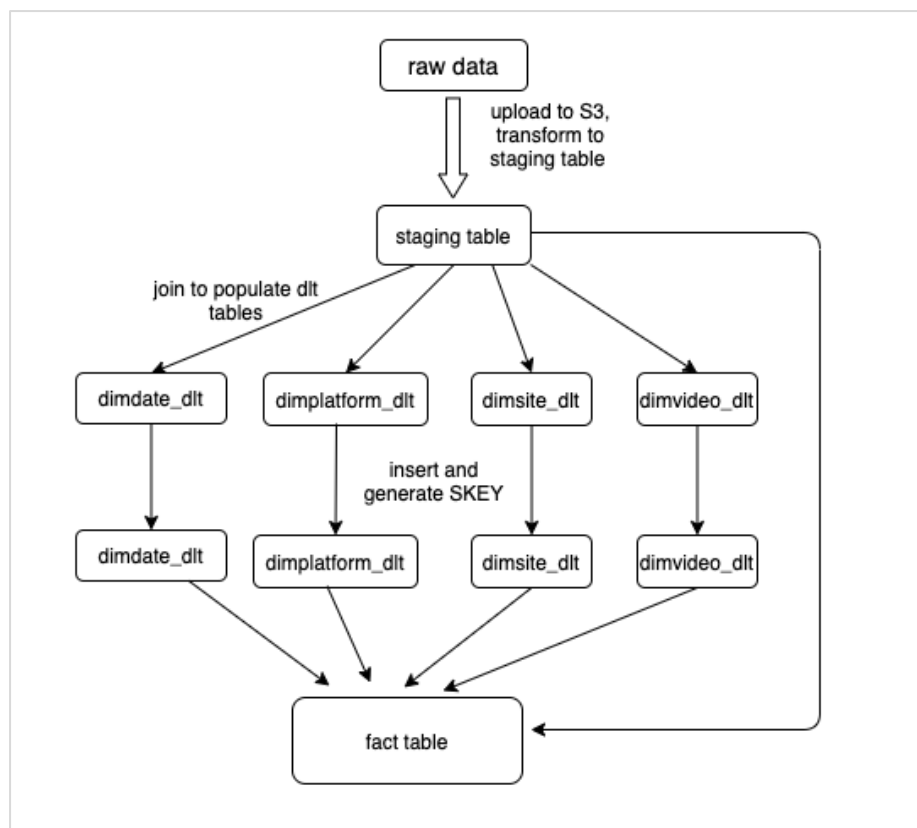 raw data
upload to S3,
transform to
staging table
staging table
join to populate dlt
tables
dimdate_dlt
dimplatform_dlt
dimsite_dlt
dimvideo_dlt
insert and
generate SKEY
dimdate_dlt
dimplatform_dlt
dimsite_dlt
dimvideo_dlt
fact table